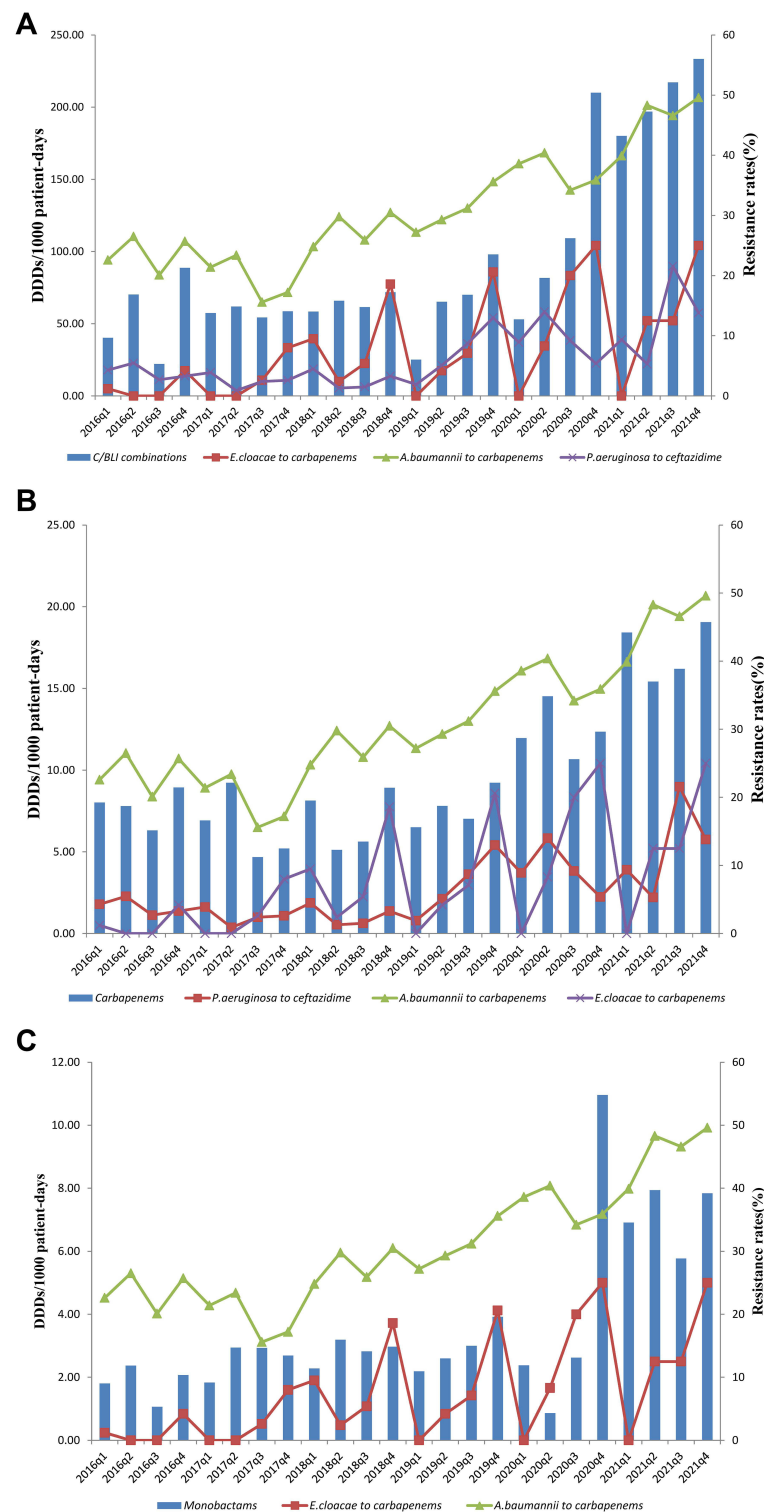 A
250.00
200.00
150.00
100.00
50.00
0.00
DDDs/1000 patient-days
60
50
40
30
20
10
0
Resistance rates(%)
2016q1 2016q2 2016q3 2016q4 2017q1 2017q2 2017q3 2017q4 2018q1 2018q2 2018q3 2018q4 2019q1 2019q2 2019q3 2019q4 2020q1 2020q2 2020q3 2020q4 2021q1 2021q2 2021q3 2021q4
C/BLI combinations E.cloacae to carbapenems A.baumannii to carbapenems P.aeruginosa to ceftazidime
B
25.00
20.00
15.00
10.00
5.00
0.00
DDDs/1000 patient-days
60
50
40
30
20
10
0
Resistance rates(%)
2016q1 2016q2 2016q3 2016q4 2017q1 2017q2 2017q3 2017q4 2018q1 2018q2 2018q3 2018q4 2019q1 2019q2 2019q3 2019q4 2020q1 2020q2 2020q3 2020q4 2021q1 2021q2 2021q3 2021q4
Carbapenems P.aeruginosa to ceftazidime A.baumannii to carbapenems E.cloacae to carbapenems
C
12.00
10.00
8.00
6.00
4.00
2.00
0.00
DDDs/1000 patient-days
60
50
40
30
20
10
0
Resistance rates(%)
2016q1 2016q2 2016q3 2016q4 2017q1 2017q2 2017q3 2017q4 2018q1 2018q2 2018q3 2018q4 2019q1 2019q2 2019q3 2019q4 2020q1 2020q2 2020q3 2020q4 2021q1 2021q2 2021q3 2021q4
Monobactams E.cloacae to carbapenems A.baumannii to carbapenems